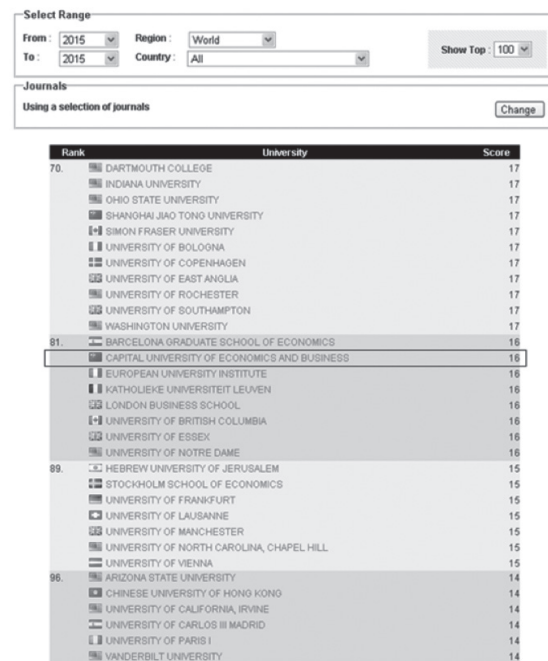 Select Range
From : 2015 Region : World Show Top : 100
To : 2015 Country : All
Journals
Using a selection of journals Change
Rank University Score
70. DARTMOUTH COLLEGE 17
INDIANA UNIVERSITY 17
OHIO STATE UNIVERSITY 17
SHANGHAI JIAO TONG UNIVERSITY 17
SIMON FRASER UNIVERSITY 17
UNIVERSITY OF BOLOGNA 17
UNIVERSITY OF COPENHAGEN 17
UNIVERSITY OF EAST ANGLIA 17
UNIVERSITY OF ROCHESTER 17
UNIVERSITY OF SOUTHAMPTON 17
WASHINGTON UNIVERSITY 17
81. BARCELONA GRADUATE SCHOOL OF ECONOMICS 16
CAPITAL UNIVERSITY OF ECONOMICS AND BUSINESS 16
EUROPEAN UNIVERSITY INSTITUTE 16
KATHOLIEKE UNIVERSITEIT LEUVEN 16
LONDON BUSINESS SCHOOL 16
UNIVERSITY OF BRITISH COLUMBIA 16
UNIVERSITY OF ESSEX 16
UNIVERSITY OF NOTRE DAME 16
89. HEBREW UNIVERSITY OF JERUSALEM 15
STOCKHOLM SCHOOL OF ECONOMICS 15
UNIVERSITY OF FRANKFURT 15
UNIVERSITY OF LAUSANNE 15
UNIVERSITY OF MANCHESTER 15
UNIVERSITY OF NORTH CAROLINA, CHAPEL HILL 15
UNIVERSITY OF VIENNA 15
96. ARIZONA STATE UNIVERSITY 14
CHINESE UNIVERSITY OF HONG KONG 14
UNIVERSITY OF CALIFORNIA, IRVINE 14
UNIVERSITY OF CARLOS III MADRID 14
UNIVERSITY OF PARIS I 14
VANDERBILT UNIVERSITY 14